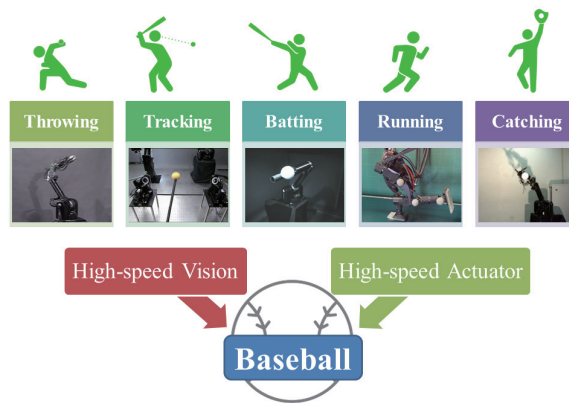 Throwing
Tracking
Batting
Running
Catching
High-speed Vision
High-speed Actuator
Baseball